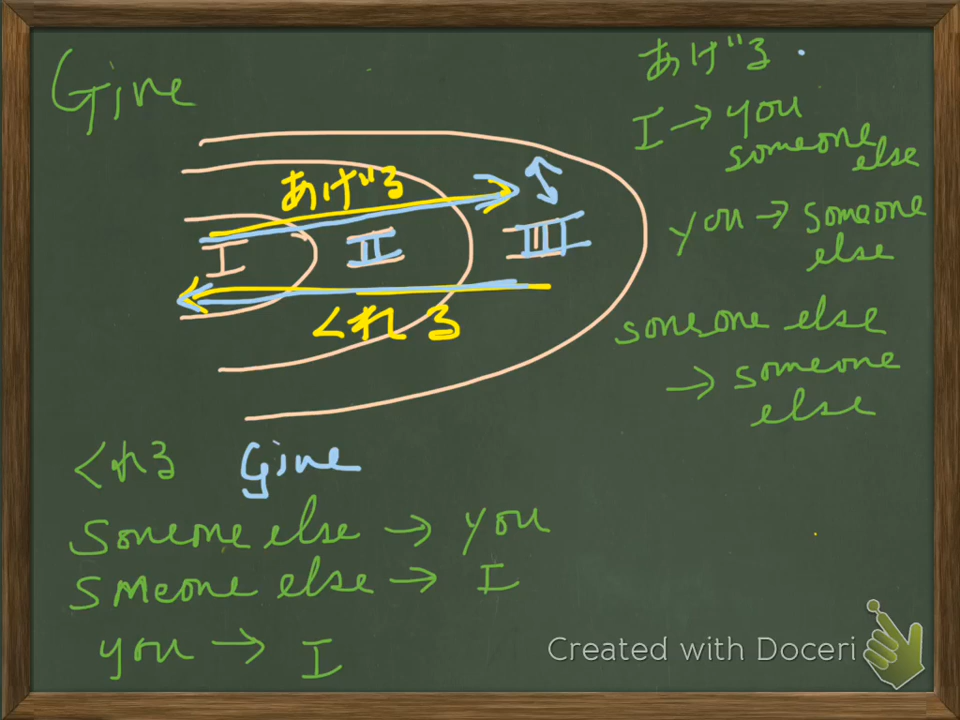 Give
あげる
I → you
someone else
you → someone
else
someone else
→ someone
else
あげる
I
II
III
くれる
くれる Give
Someone else → you
Someone else → I
you → I
Created with Doceri